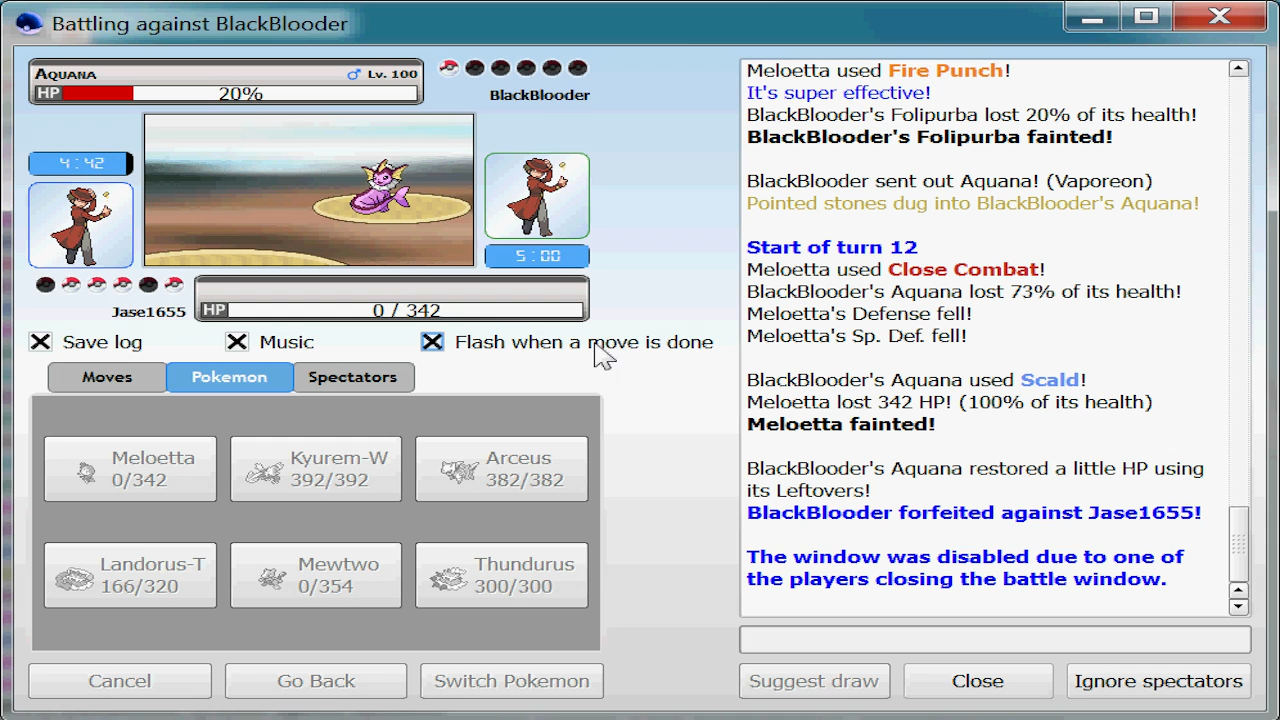 Battling against BlackBlooder
AQUANA
♂ Lv. 100
HP 20%
BlackBlooder
4:42
5:00
Jase1655
HP 0 / 342
Save log
Music
Flash when a move is done
Moves
Pokemon
Spectators
Meloetta
0/342
Kyurem-W
392/392
Arceus
382/382
Landorus-T
166/320
Mewtwo
0/354
Thundurus
300/300
Cancel
Go Back
Switch Pokemon
Meloetta used Fire Punch!
It's super effective!
BlackBlooder's Folipurba lost 20% of its health!
BlackBlooder's Folipurba fainted!
BlackBlooder sent out Aquana! (Vaporeon)
Pointed stones dug into BlackBlooder's Aquana!
Start of turn 12
Meloetta used Close Combat!
BlackBlooder's Aquana lost 73% of its health!
Meloetta's Defense fell!
Meloetta's Sp. Def. fell!
BlackBlooder's Aquana used Scald!
Meloetta lost 342 HP! (100% of its health)
Meloetta fainted!
BlackBlooder's Aquana restored a little HP using
its Leftovers!
BlackBlooder forfeited against Jase1655!
The window was disabled due to one of
the players closing the battle window.
Suggest draw
Close
Ignore spectators